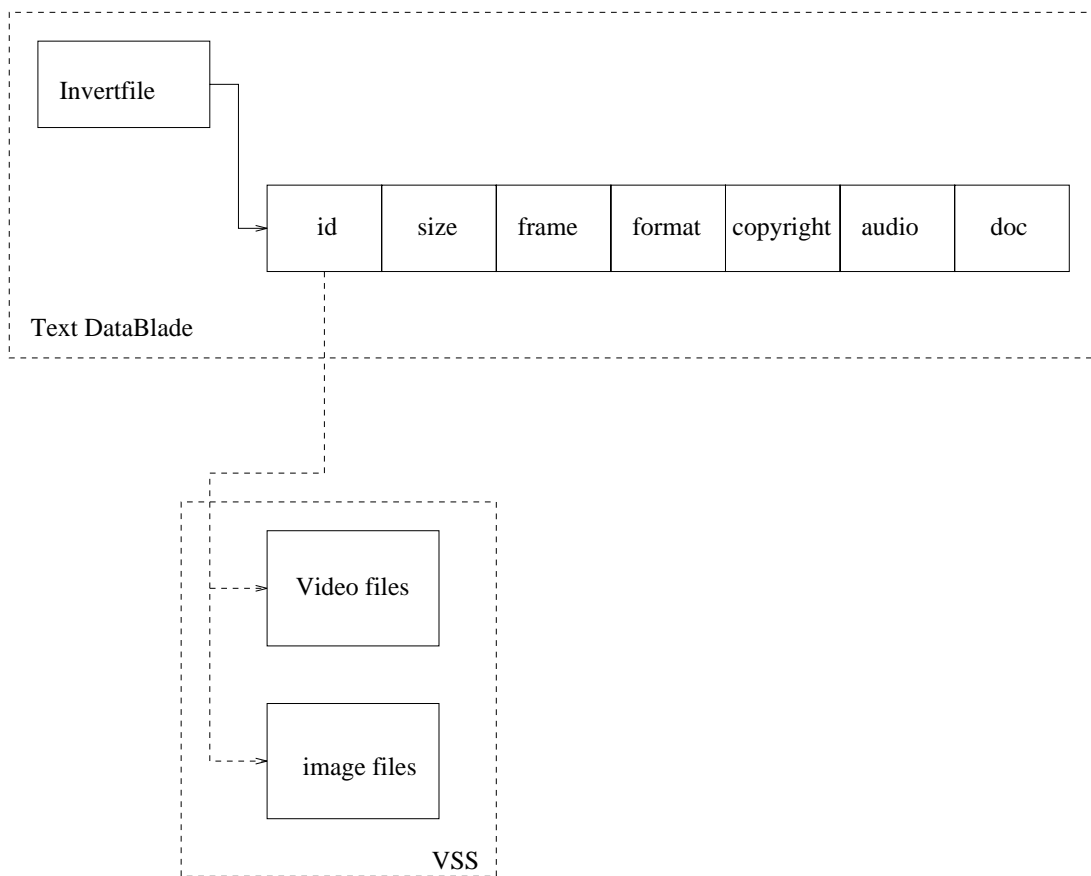 Invertfile
id size frame format copyright audio doc
Text DataBlade
Video files
image files
VSS